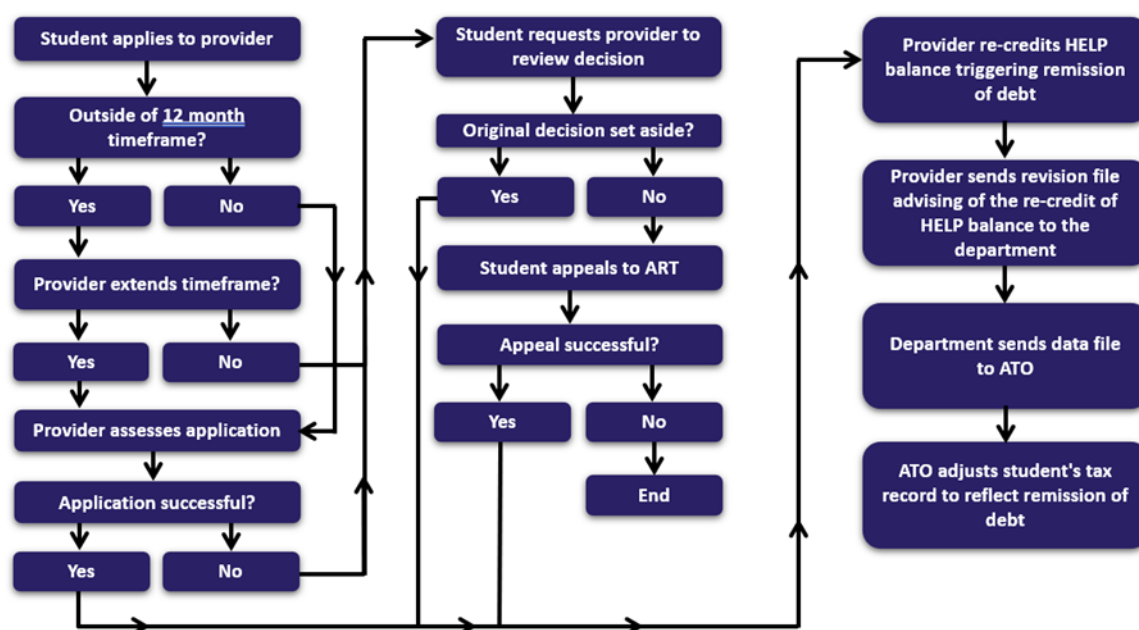 Student applies to provider
Outside of 12 month
timeframe?
Yes
No
Provider extends timeframe?
Yes
No
Provider assesses application
Application successful?
Yes
No
Student requests provider to
review decision
Original decision set aside?
Yes
No
Student appeals to ART
Appeal successful?
Yes
No
End
Provider re-credits HELP
balance triggering remission
of debt
Provider sends revision file
advising of the re-credit of
HELP balance to the
department
Department sends data file
to ATO
ATO adjusts student's tax
record to reflect remission of
debt